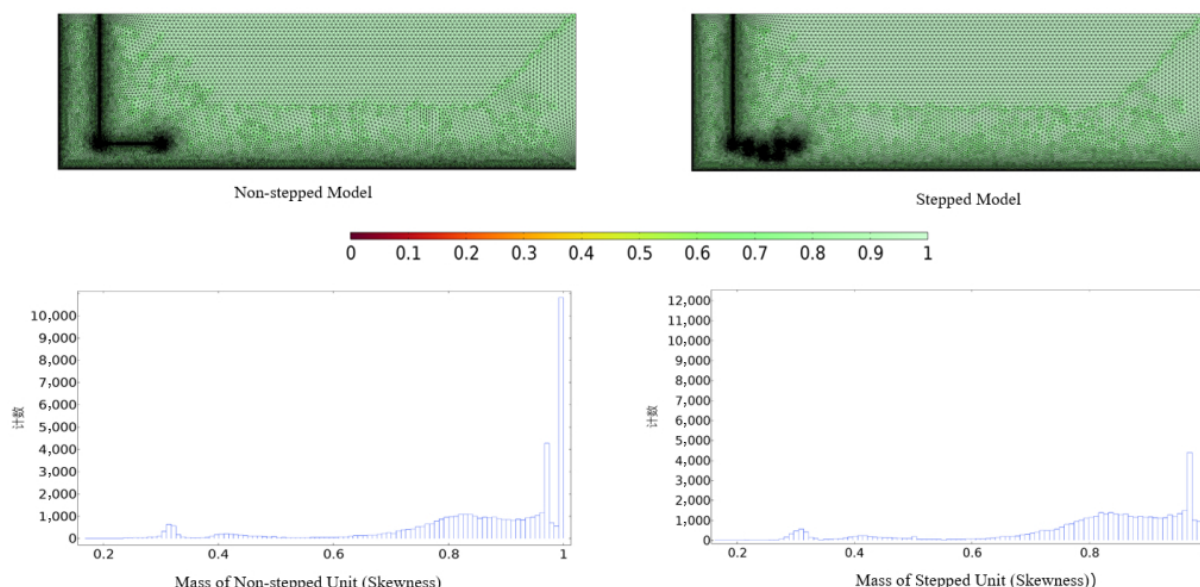 Non-stepped Model
Stepped Model
0 0.1 0.2 0.3 0.4 0.5 0.6 0.7 0.8 0.9 1
10,000
9,000
8,000
7,000
6,000
5,000
4,000
3,000
2,000
1,000
0
计数
0.2 0.4 0.6 0.8 1
Mass of Non-stepped Unit (Skewness)
12,000
11,000
10,000
9,000
8,000
7,000
6,000
5,000
4,000
3,000
2,000
1,000
0
计数
0.2 0.4 0.6 0.8
Mass of Stepped Unit (Skewness))